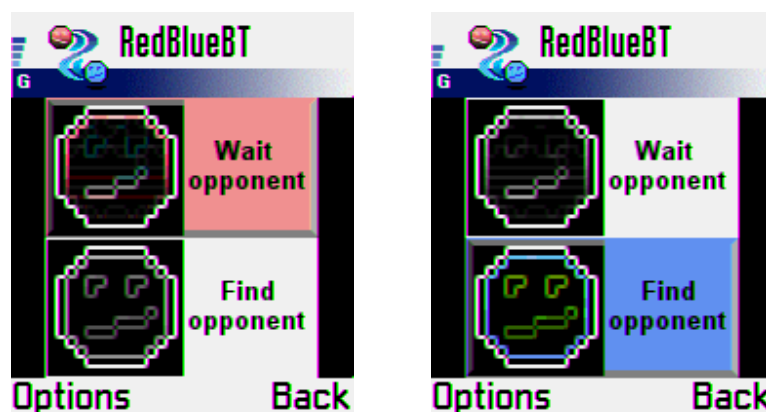 RedBlueBT
G
Wait
opponent
Find
opponent
Options Back
RedBlueBT
G
Wait
opponent
Find
opponent
Options Back